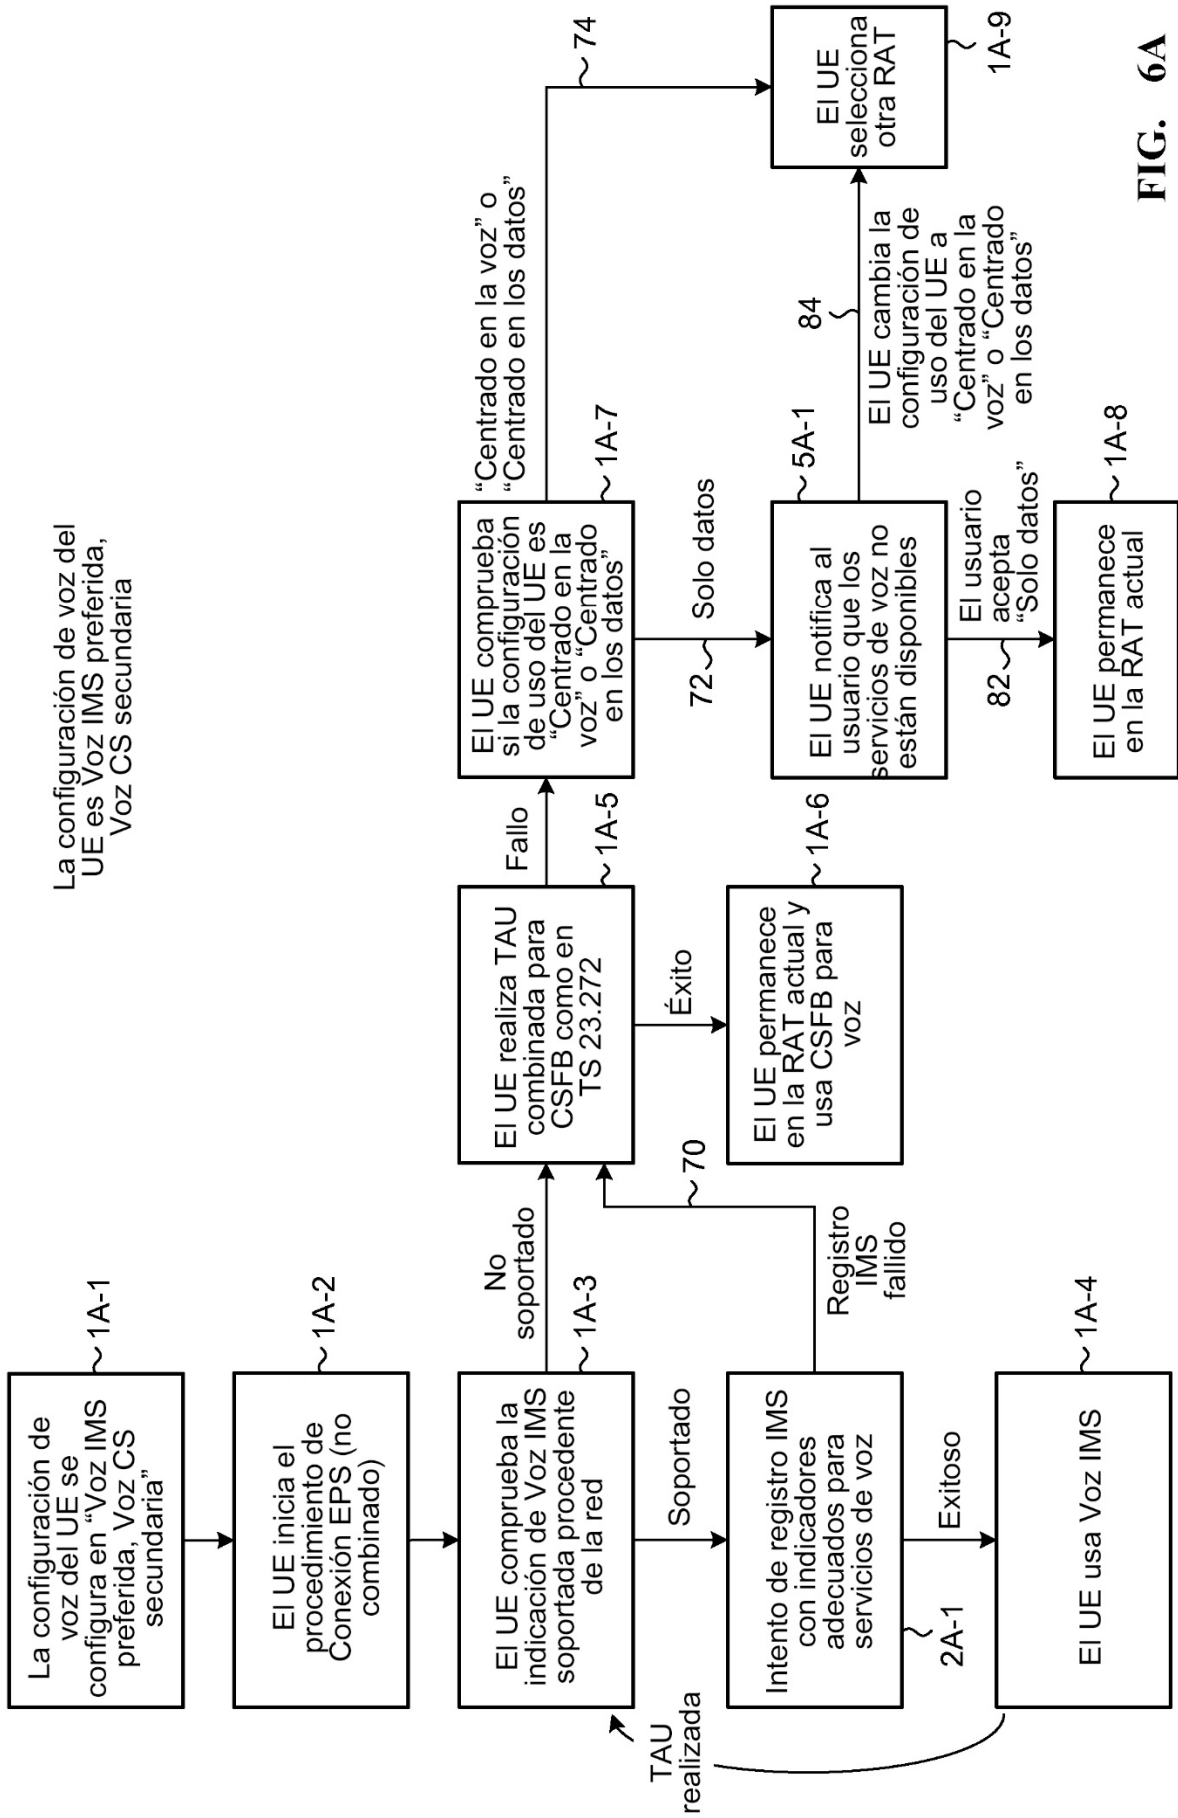 La configuración de voz del
UE es Voz IMS preferida,
Voz CS secundaria
La configuración de
voz del UE se
configura en “Voz IMS
preferida, Voz CS
secundaria”
1A-1
El UE inicia el
procedimiento de
Conexión EPS (no
combinado)
1A-2
El UE comprueba la
indicación de Voz IMS
soportada procedente
de la red
1A-3
No
soportado
Soportado
TAU
realizada
Intento de registro IMS
con indicadores
adecuados para
servicios de voz
2A-1
Registro
IMS
fallido
70
Exitoso
El UE usa Voz IMS
1A-4
El UE realiza TAU
combinada para
CSFB como en
TS 23.272
1A-5
Fallo
Éxito
El UE permanece
en la RAT actual y
usa CSFB para
voz
1A-6
El UE comprueba
si la configuración
de uso del UE es
“Centrado en la
voz” o “Centrado
en los datos”
1A-7
“Centrado en la voz” o
“Centrado en los datos”
74
72
Solo datos
El UE notifica al
usuario que los
servicios de voz no
están disponibles
5A-1
84
El UE cambia la
configuración de
uso del UE a
“Centrado en la
voz” o “Centrado
en los datos”
82
El usuario
acepta
“Solo datos”
El UE permanece
en la RAT actual
1A-8
El UE
selecciona
otra RAT
1A-9
FIG. 6A